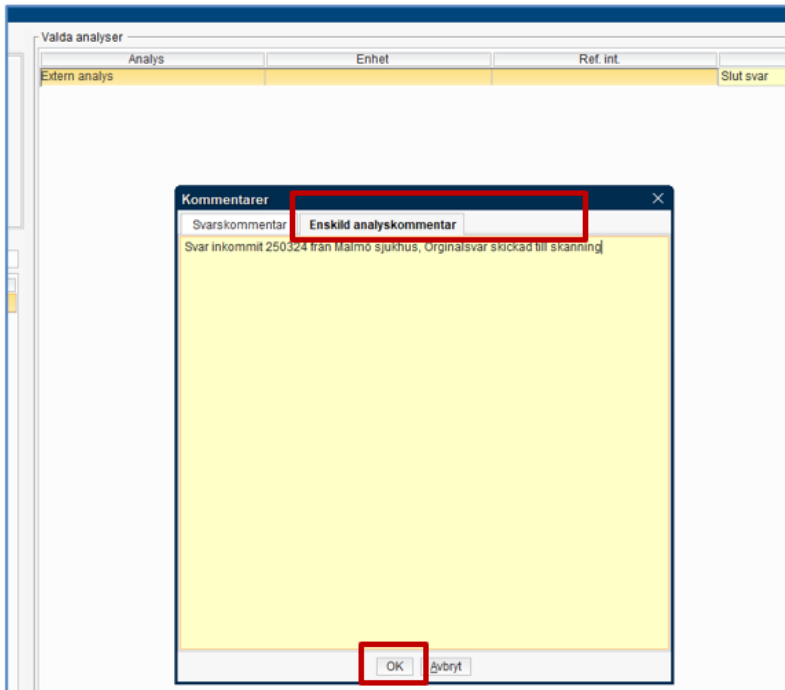 Valda analyser
Analys Enhet Ref. int.
Extern analys Slut svar
Kommentarer
Svarskommentar Enskild analyskommentar
Svar inkommit 250324 från Malmö sjukhus, Orginalsvar skickad till skanning
OK Avbryt